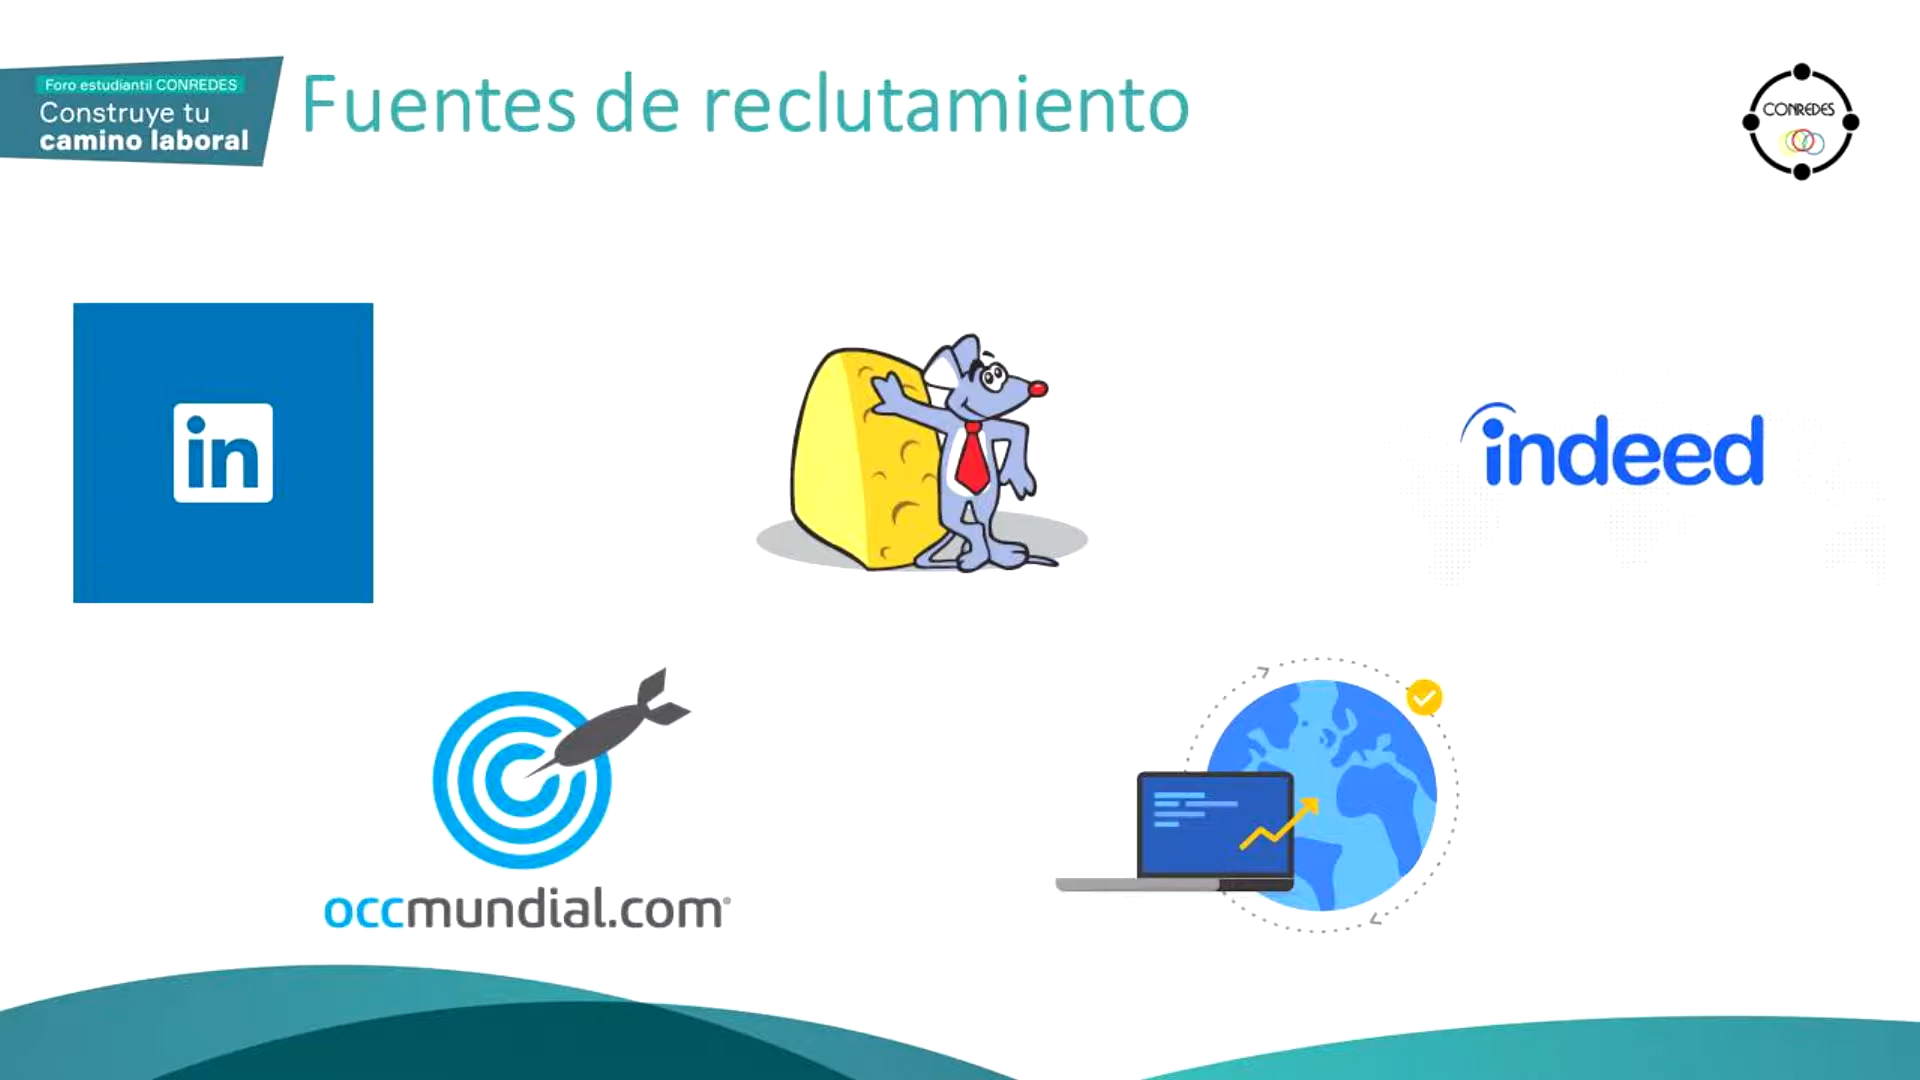 Foro estudiantil CONREDES
Construye tu
camino laboral
Fuentes de reclutamiento
CONREDES
in
indeed
occmundial.com